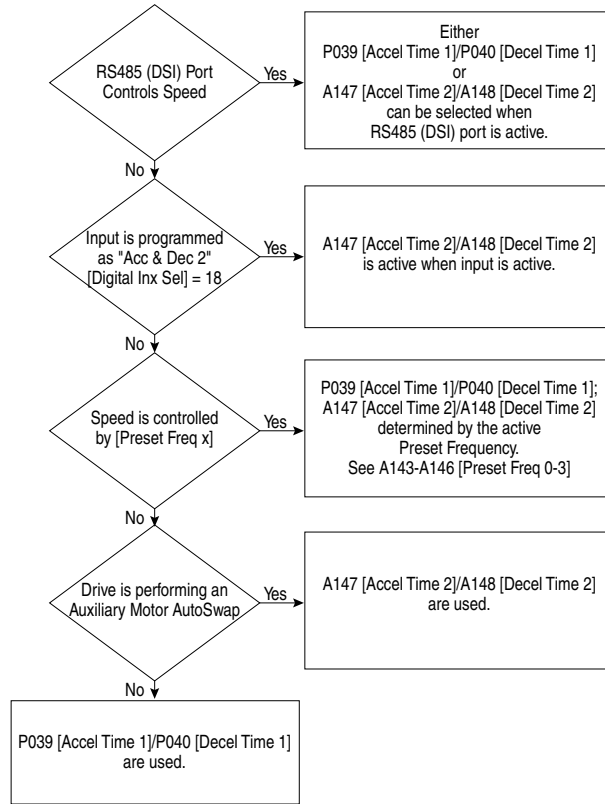 RS485 (DSI) Port
Controls Speed
Yes
Either
P039 [Accel Time 1]/P040 [Decel Time 1]
or
A147 [Accel Time 2]/A148 [Decel Time 2]
can be selected when
RS485 (DSI) port is active.
No
Input is programmed
as "Acc & Dec 2"
[Digital Inx Sel] = 18
Yes
A147 [Accel Time 2]/A148 [Decel Time 2]
is active when input is active.
No
Speed is controlled
by [Preset Freq x]
Yes
P039 [Accel Time 1]/P040 [Decel Time 1];
A147 [Accel Time 2]/A148 [Decel Time 2]
determined by the active
Preset Frequency.
See A143-A146 [Preset Freq 0-3]
No
Drive is performing an
Auxiliary Motor AutoSwap
Yes
A147 [Accel Time 2]/A148 [Decel Time 2]
are used.
No
P039 [Accel Time 1]/P040 [Decel Time 1]
are used.